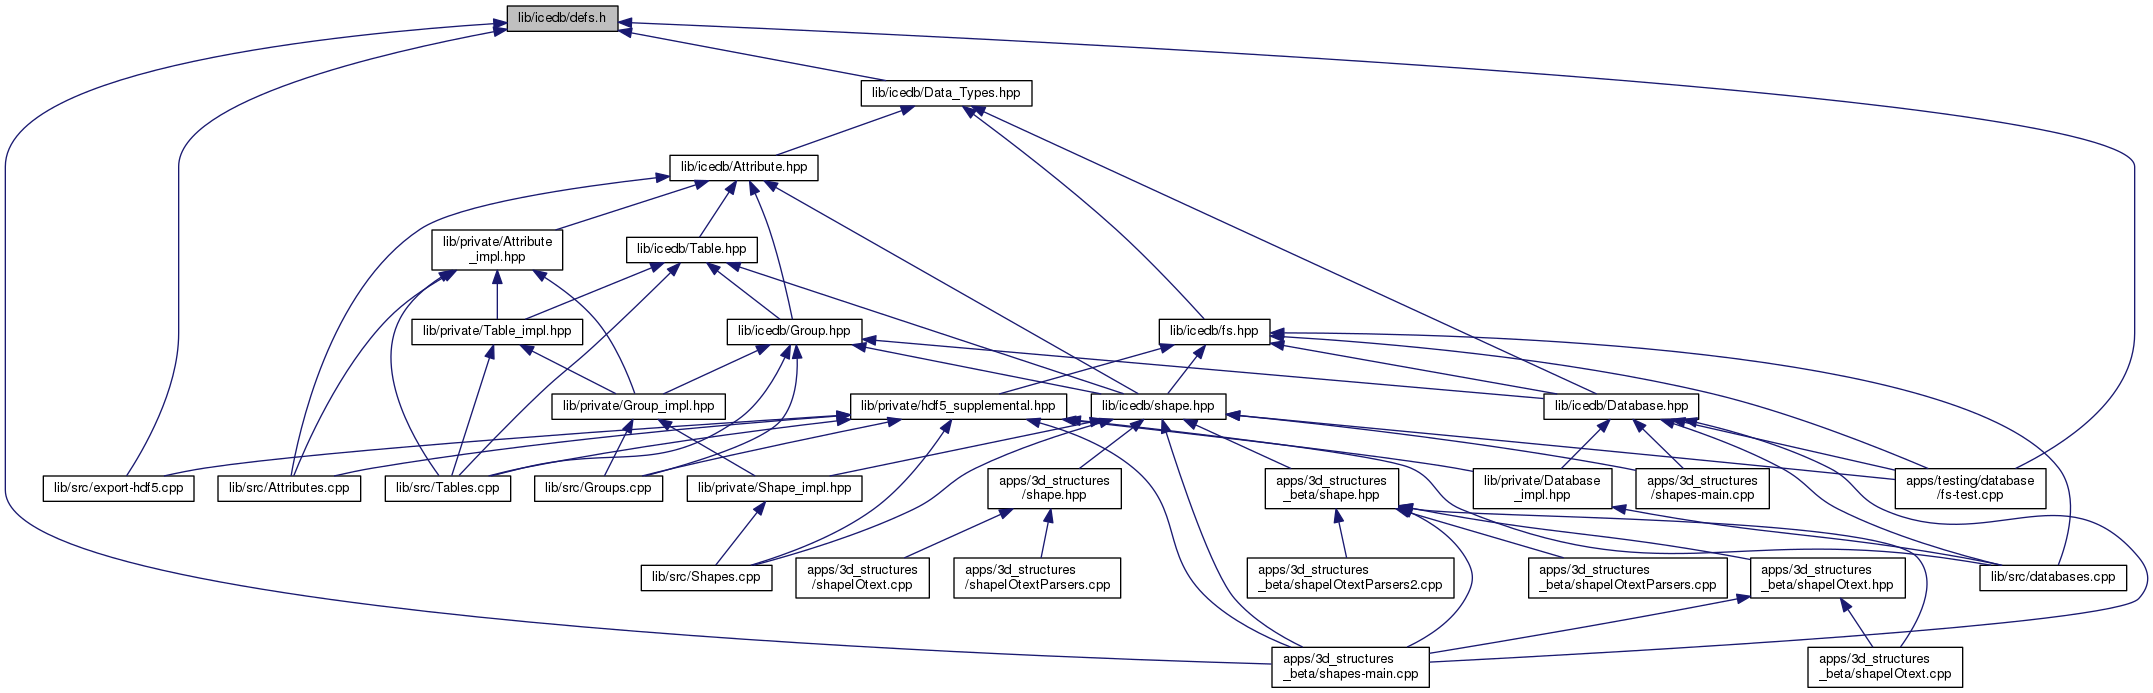 lib/icedb/defs.h
lib/icedb/Data_Types.hpp
lib/icedb/Attribute.hpp
lib/private/Attribute
_impl.hpp
lib/icedb/Table.hpp
lib/private/Table_impl.hpp
lib/icedb/Group.hpp
lib/icedb/fs.hpp
lib/private/Group_impl.hpp
lib/private/hdf5_supplemental.hpp
lib/icedb/shape.hpp
lib/icedb/Database.hpp
lib/src/export-hdf5.cpp
lib/src/Attributes.cpp
lib/src/Tables.cpp
lib/src/Groups.cpp
lib/private/Shape_impl.hpp
apps/3d_structures
/shape.hpp
apps/3d_structures
_beta/shape.hpp
lib/private/Database
_impl.hpp
apps/3d_structures
/shapes-main.cpp
apps/testing/database
/fs-test.cpp
lib/src/Shapes.cpp
apps/3d_structures
/shapeIOtext.cpp
apps/3d_structures
/shapeIOtextParsers.cpp
apps/3d_structures
_beta/shapeIOtextParsers2.cpp
apps/3d_structures
_beta/shapeIOtextParsers.cpp
apps/3d_structures
_beta/shapeIOtext.hpp
lib/src/databases.cpp
apps/3d_structures
_beta/shapes-main.cpp
apps/3d_structures
_beta/shapeIOtext.cpp